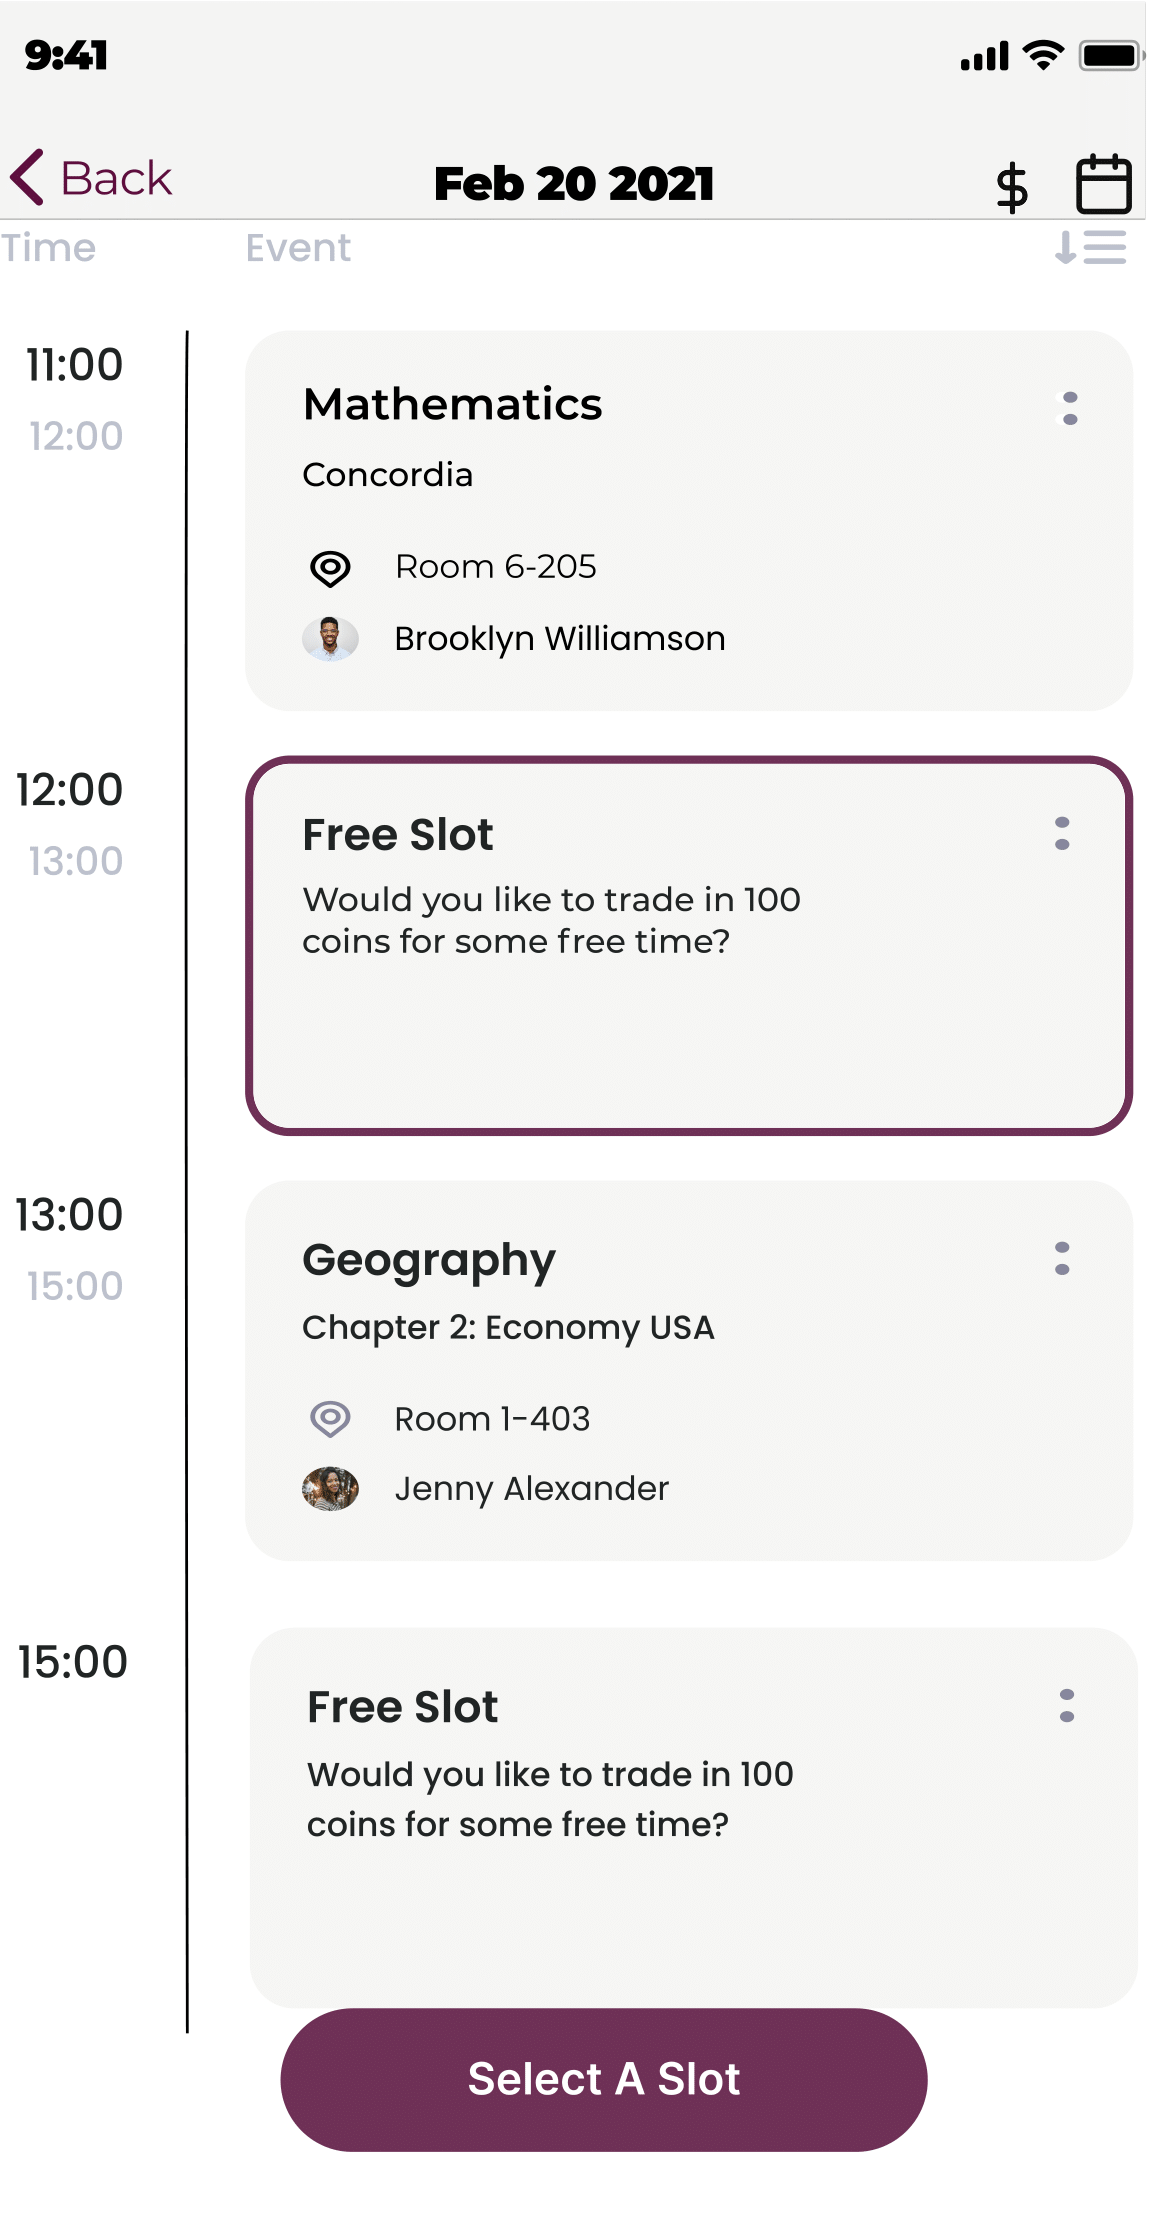 9:41
Back
Feb 20 2021
$
Time
Event
11:00
12:00
Mathematics
Concordia
Room 6-205
Brooklyn Williamson
12:00
13:00
Free Slot
Would you like to trade in 100
coins for some free time?
13:00
15:00
Geography
Chapter 2: Economy USA
Room 1-403
Jenny Alexander
15:00
Free Slot
Would you like to trade in 100
coins for some free time?
Select A Slot